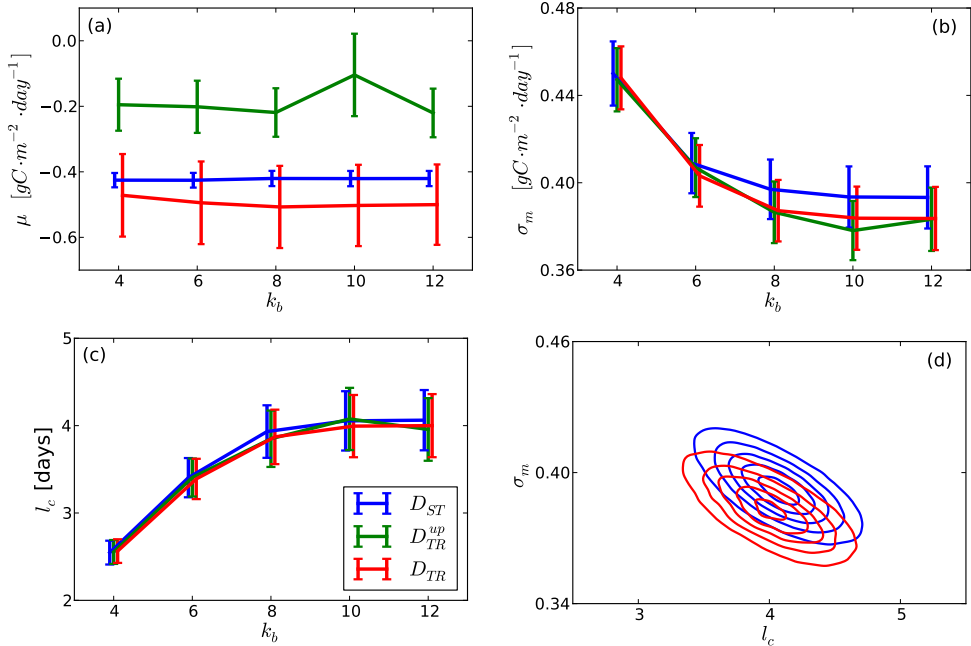 (a)
0.0
−0.2
−0.4
−0.6
μ [gC·m⁻² ·day⁻¹]
4 6 8 10 12
k_b
(b)
0.48
0.44
0.40
0.36
σ_m [gC·m⁻² ·day⁻¹]
4 6 8 10 12
k_b
(c)
5
4
3
2
l_c [days]
D_ST
D_TR^up
D_TR
4 6 8 10 12
k_b
(d)
0.46
0.40
0.34
σ_m
3 4 5
l_c